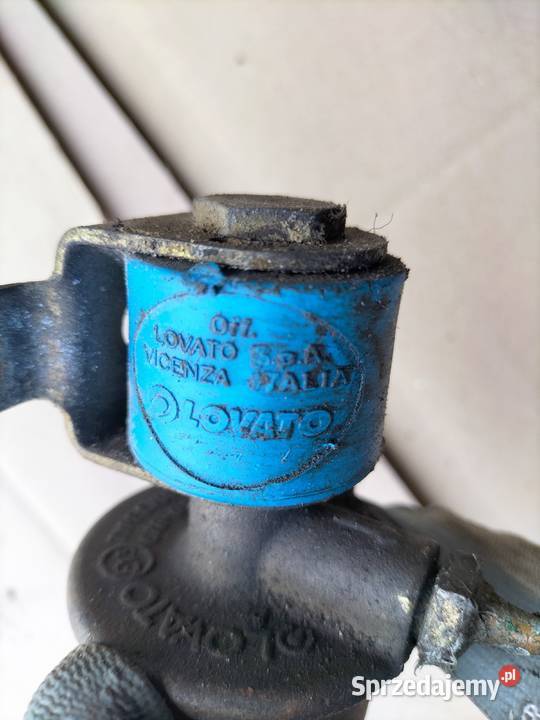 Off.
LOVATO S.p.A.
VICENZA ITALIA
LOVATO
LOVATO
Sprzedajemy.pl